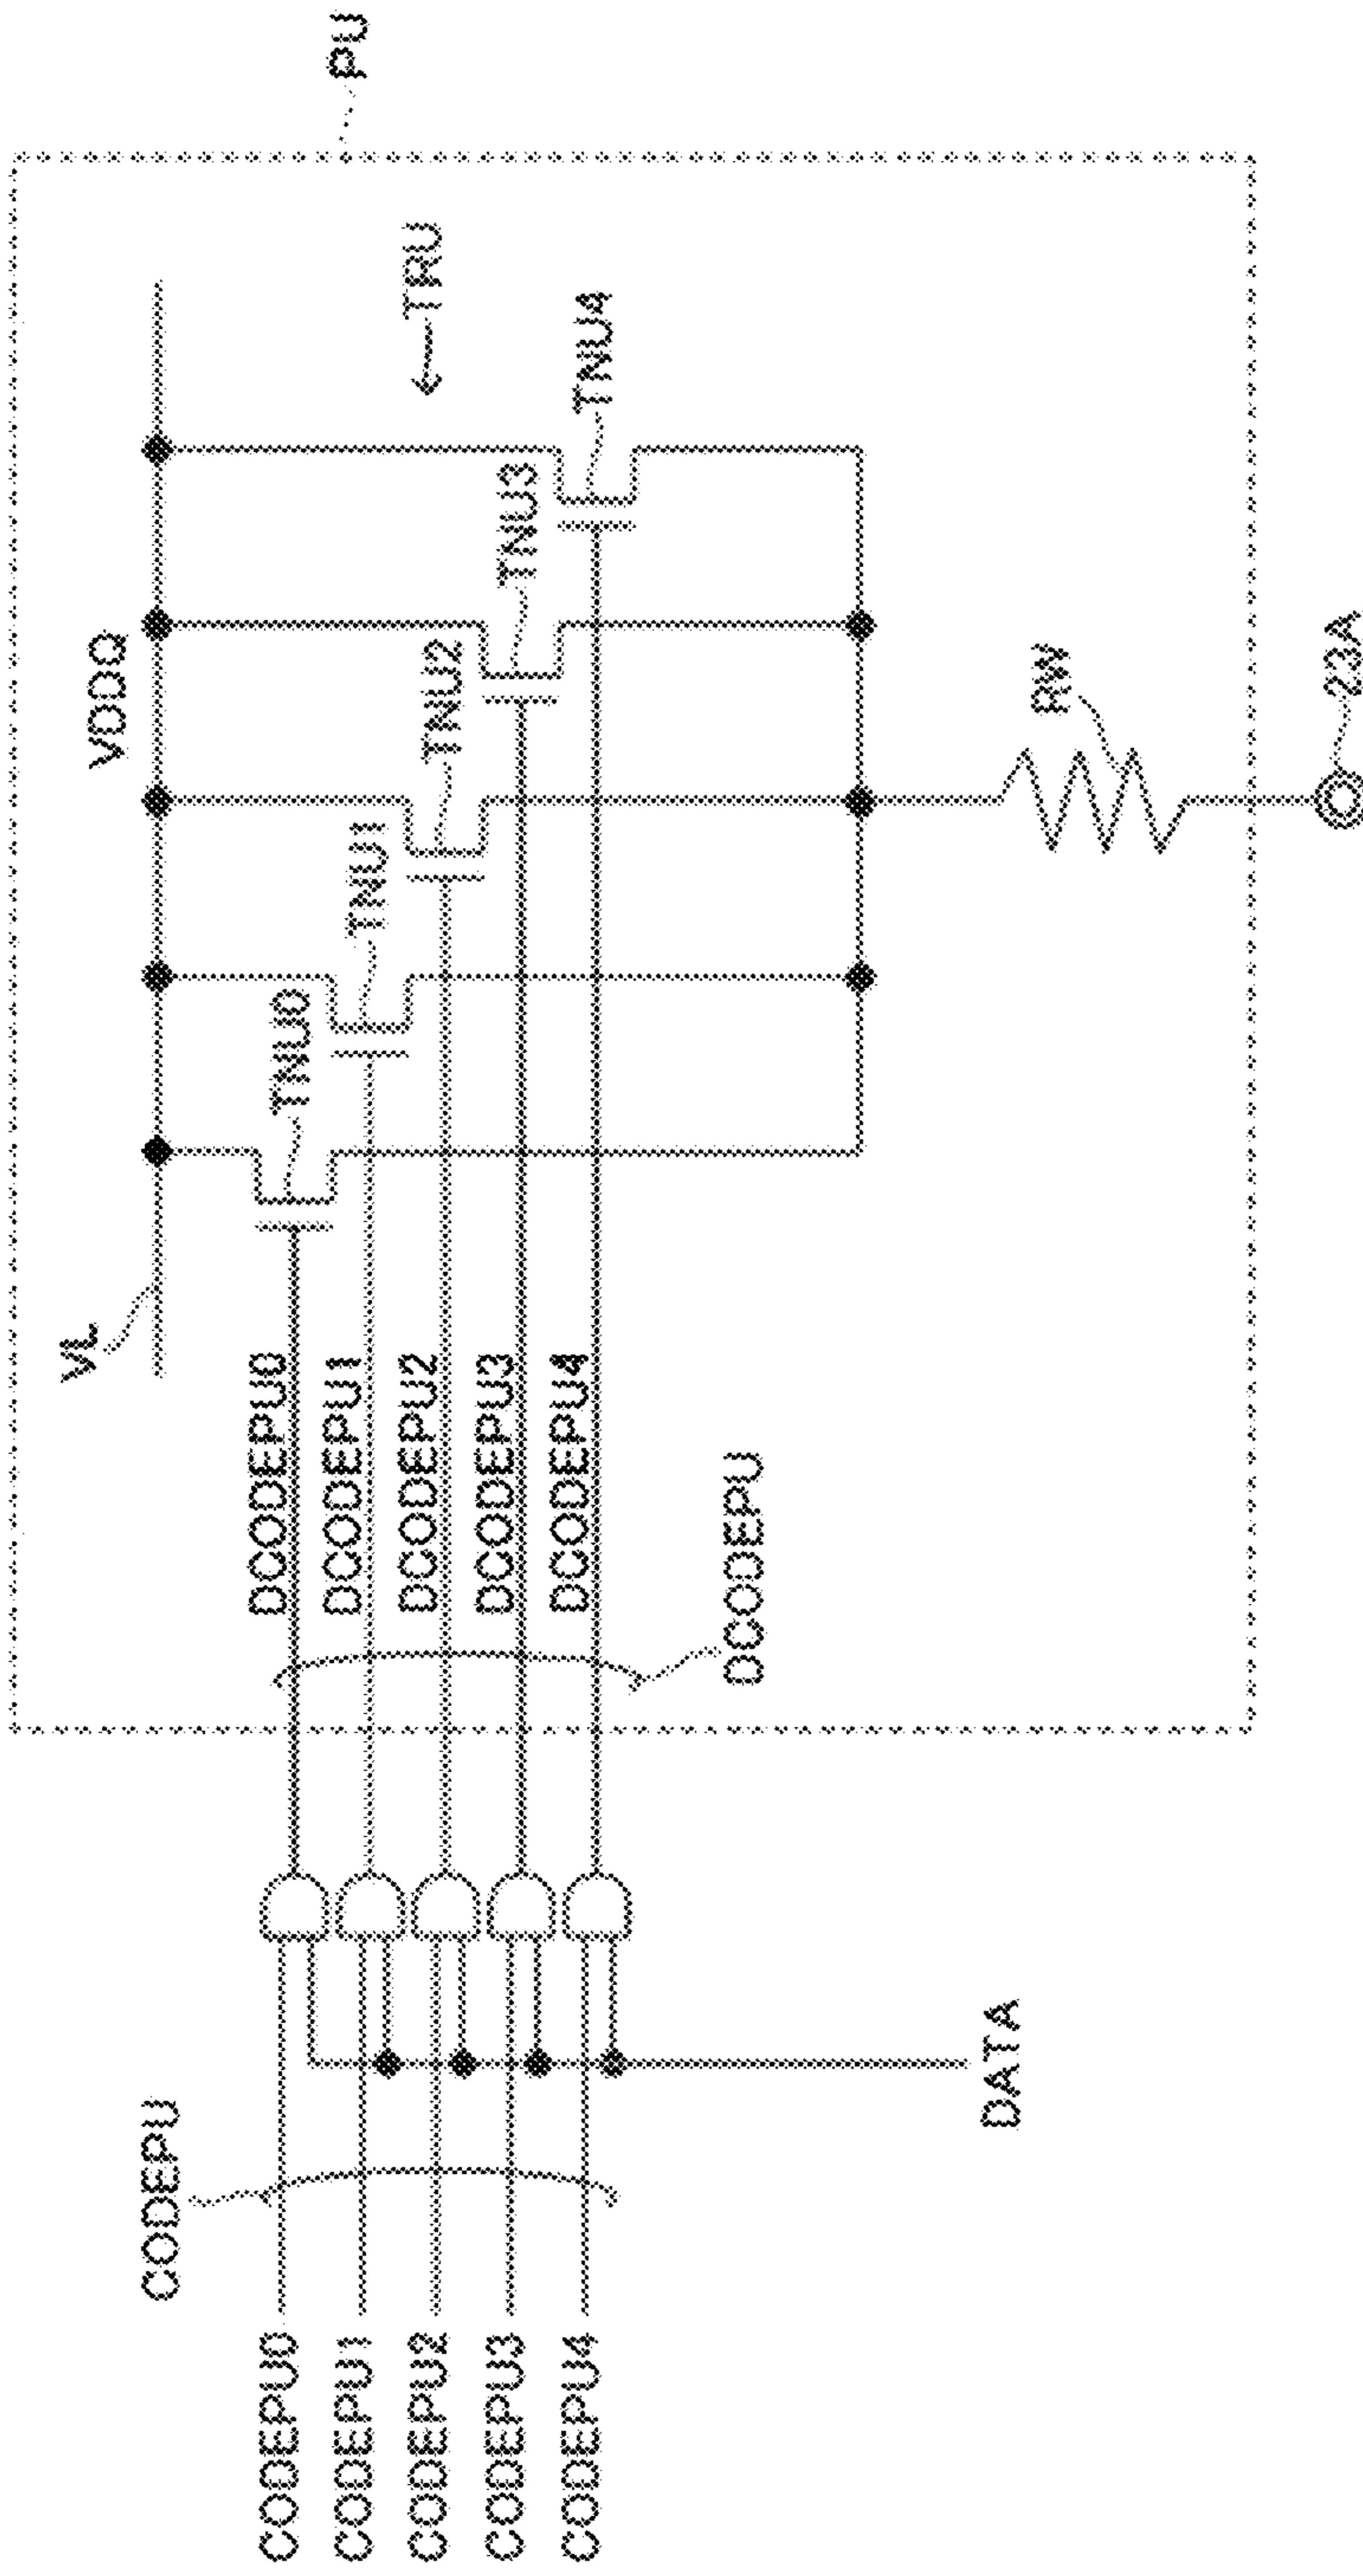 PU
VDDQ
VL
TRU
TNU0
TNU1
TNU2
TNU3
TNU4
DCODEPU0
DCODEPU1
DCODEPU2
DCODEPU3
DCODEPU4
DCODEPU
CODEPU
CODEPU0
CODEPU1
CODEPU2
CODEPU3
CODEPU4
DATA
RW
23A